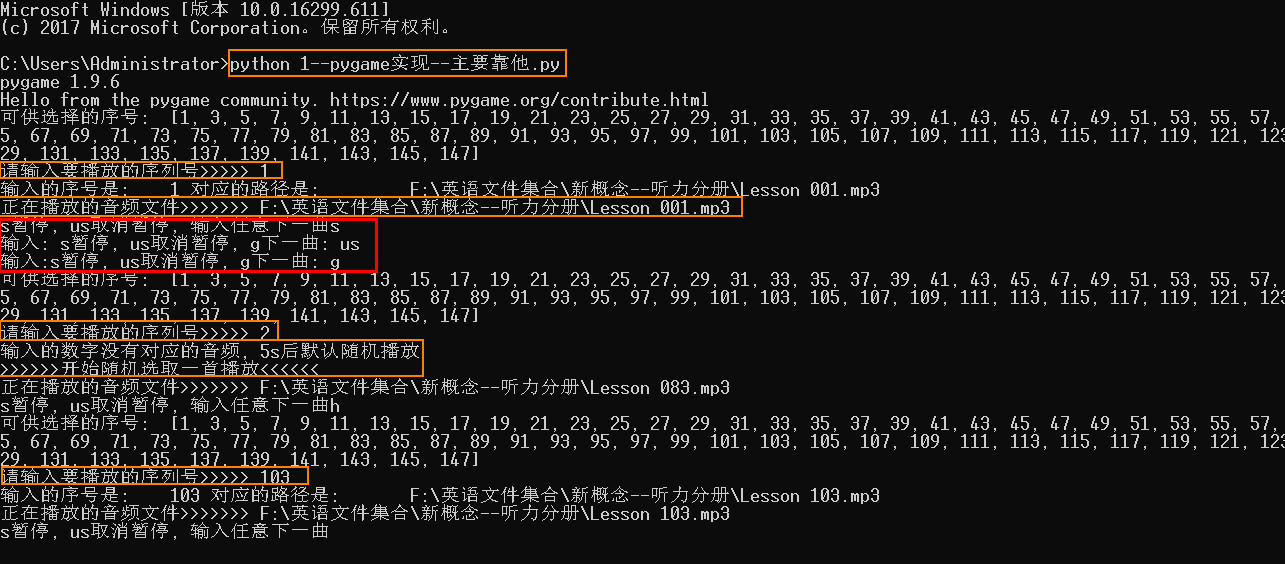 Microsoft Windows [版本 10.0.16299.611]
(c) 2017 Microsoft Corporation。保留所有权利。
C:\Users\Administrator>python 1--pygame实现--主要靠他.py
pygame 1.9.6
Hello from the pygame community. https://www.pygame.org/contribute.html
可供选择的序号: [1, 3, 5, 7, 9, 11, 13, 15, 17, 19, 21, 23, 25, 27, 29, 31, 33, 35, 37, 39, 41, 43, 45, 47, 49, 51, 53, 55, 57,
5, 67, 69, 71, 73, 75, 77, 79, 81, 83, 85, 87, 89, 91, 93, 95, 97, 99, 101, 103, 105, 107, 109, 111, 113, 115, 117, 119, 121, 123
29, 131, 133, 135, 137, 139, 141, 143, 145, 147]
请输入要播放的序列号>>>>> 1
输入的序号是: 1 对应的路径是: F:\英语文件集合\新概念--听力分册\Lesson 001.mp3
正在播放的音频文件>>>>>>> F:\英语文件集合\新概念--听力分册\Lesson 001.mp3
s暂停, us取消暂停, 输入任意下一曲s
输入: s暂停, us取消暂停, g下一曲: us
输入:s暂停, us取消暂停, g下一曲: g
可供选择的序号: [1, 3, 5, 7, 9, 11, 13, 15, 17, 19, 21, 23, 25, 27, 29, 31, 33, 35, 37, 39, 41, 43, 45, 47, 49, 51, 53, 55, 57,
5, 67, 69, 71, 73, 75, 77, 79, 81, 83, 85, 87, 89, 91, 93, 95, 97, 99, 101, 103, 105, 107, 109, 111, 113, 115, 117, 119, 121, 123
29, 131, 133, 135, 137, 139, 141, 143, 145, 147]
请输入要播放的序列号>>>>> 2
输入的数字没有对应的音频, 5s后默认随机播放
>>>>>>开始随机选取一首播放<<<<<<
正在播放的音频文件>>>>>>> F:\英语文件集合\新概念--听力分册\Lesson 083.mp3
s暂停, us取消暂停, 输入任意下一曲h
可供选择的序号: [1, 3, 5, 7, 9, 11, 13, 15, 17, 19, 21, 23, 25, 27, 29, 31, 33, 35, 37, 39, 41, 43, 45, 47, 49, 51, 53, 55, 57,
5, 67, 69, 71, 73, 75, 77, 79, 81, 83, 85, 87, 89, 91, 93, 95, 97, 99, 101, 103, 105, 107, 109, 111, 113, 115, 117, 119, 121, 123
29, 131, 133, 135, 137, 139, 141, 143, 145, 147]
请输入要播放的序列号>>>>> 103
输入的序号是: 103 对应的路径是: F:\英语文件集合\新概念--听力分册\Lesson 103.mp3
正在播放的音频文件>>>>>>> F:\英语文件集合\新概念--听力分册\Lesson 103.mp3
s暂停, us取消暂停, 输入任意下一曲